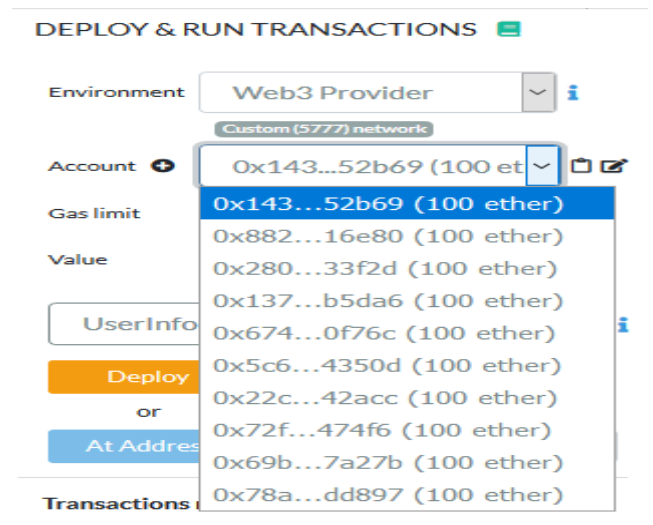 DEPLOY & RUN TRANSACTIONS
Environment Web3 Provider
Custom (5777) network
Account 0x143...52b69 (100 et
Gas limit 0x143...52b69 (100 ether)
0x882...16e80 (100 ether)
Value 0x280...33f2d (100 ether)
0x137...b5da6 (100 ether)
UserInfo 0x674...0f76c (100 ether)
Deploy 0x5c6...4350d (100 ether)
or 0x22c...42acc (100 ether)
0x72f...474f6 (100 ether)
At Addres 0x69b...7a27b (100 ether)
Transactions 0x78a...dd897 (100 ether)